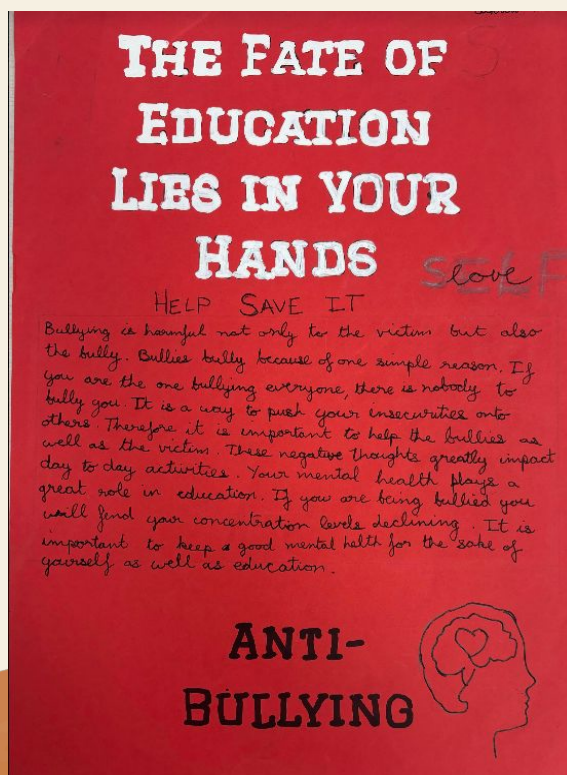 THE FATE OF
EDUCATION
LIES IN YOUR
HANDS
SELF
love
HELP SAVE IT
Bullying is harmful not only to the victim but also
the bully. Bullies bully because of one simple reason. If
you are the one bullying everyone, there is nobody to
bully you. It is a way to push your insecurities onto
others. Therefore it is important to help the bullies as
well as the victim. These negative thoughts greatly impact
day to day activities. Your mental health plays a
great role in education. If you are being bullied you
will find your concentration levels declining. It is
important to keep a good mental helth for the sake of
yourself as well as education.
ANTI-
BULLYING